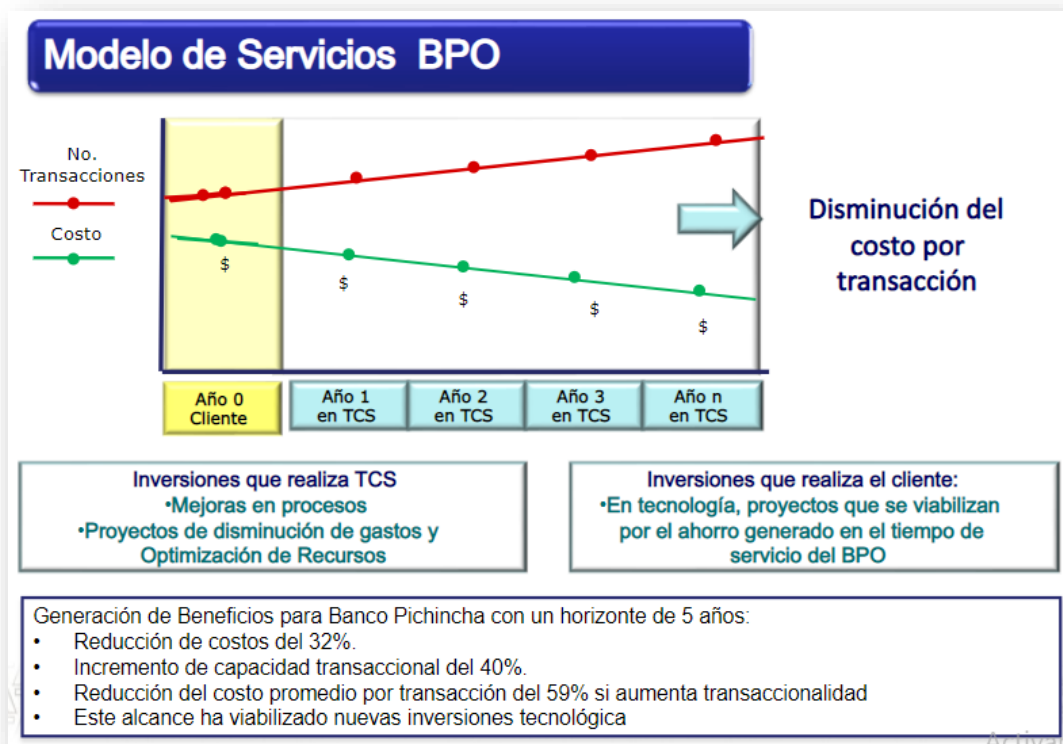 Modelo de Servicios BPO
No.
Transacciones
Costo
$
$
$
$
$
Disminución del
costo por
transacción
Año 0
Cliente
Año 1
en TCS
Año 2
en TCS
Año 3
en TCS
Año n
en TCS
Inversiones que realiza TCS
•Mejoras en procesos
•Proyectos de disminución de gastos y
Optimización de Recursos
Inversiones que realiza el cliente:
•En tecnología, proyectos que se viabilizan
por el ahorro generado en el tiempo de
servicio del BPO
Generación de Beneficios para Banco Pichincha con un horizonte de 5 años:
• Reducción de costos del 32%.
• Incremento de capacidad transaccional del 40%.
• Reducción del costo promedio por transacción del 59% si aumenta transaccionalidad
• Este alcance ha viabilizado nuevas inversiones tecnológica